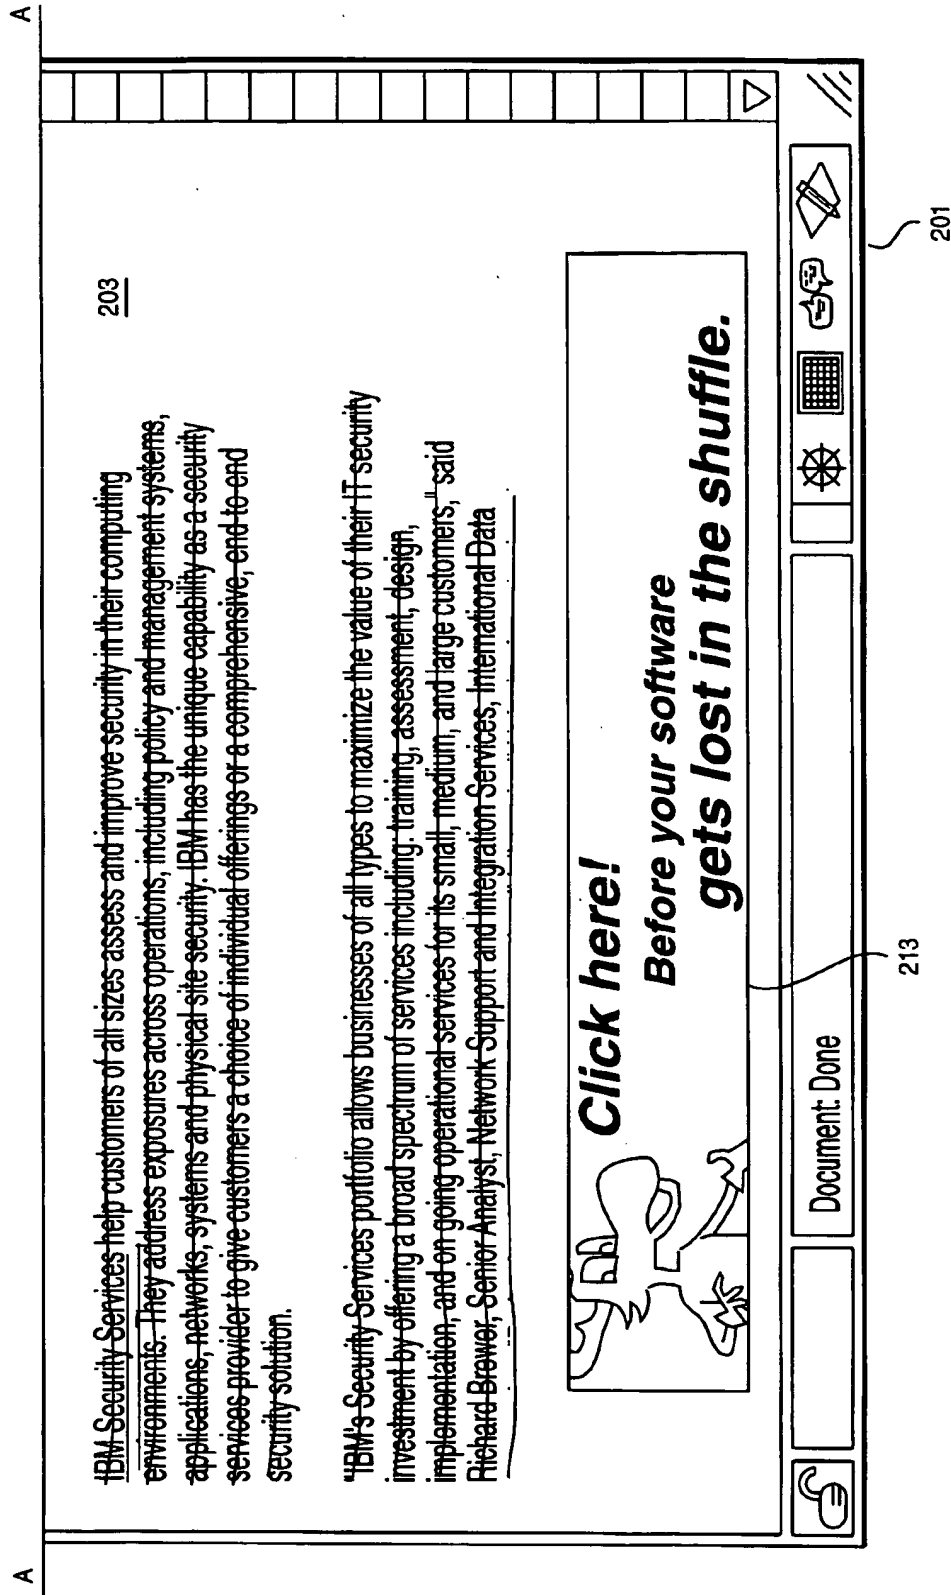 A A
203
IBM Security Services help customers of all sizes assess and improve security in their computing
environments. They address exposures across operations, including policy and management systems,
applications, networks, systems and physical site security. IBM has the unique capability as a security
services provider to give customers a choice of individual offerings or a comprehensive, end to end
security solution.
"IBM's Security Services portfolio allows businesses of all types to maximize the value of their IT security
investment by offering a broad spectrum of services including: training, assessment, design,
implementation, and on going operational services for its small, medium, and large customers," said
Richard Brewer, Senior Analyst, Network Support and Integration Services, International Data
Click here!
Before your software
gets lost in the shuffle.
Document: Done
213
201